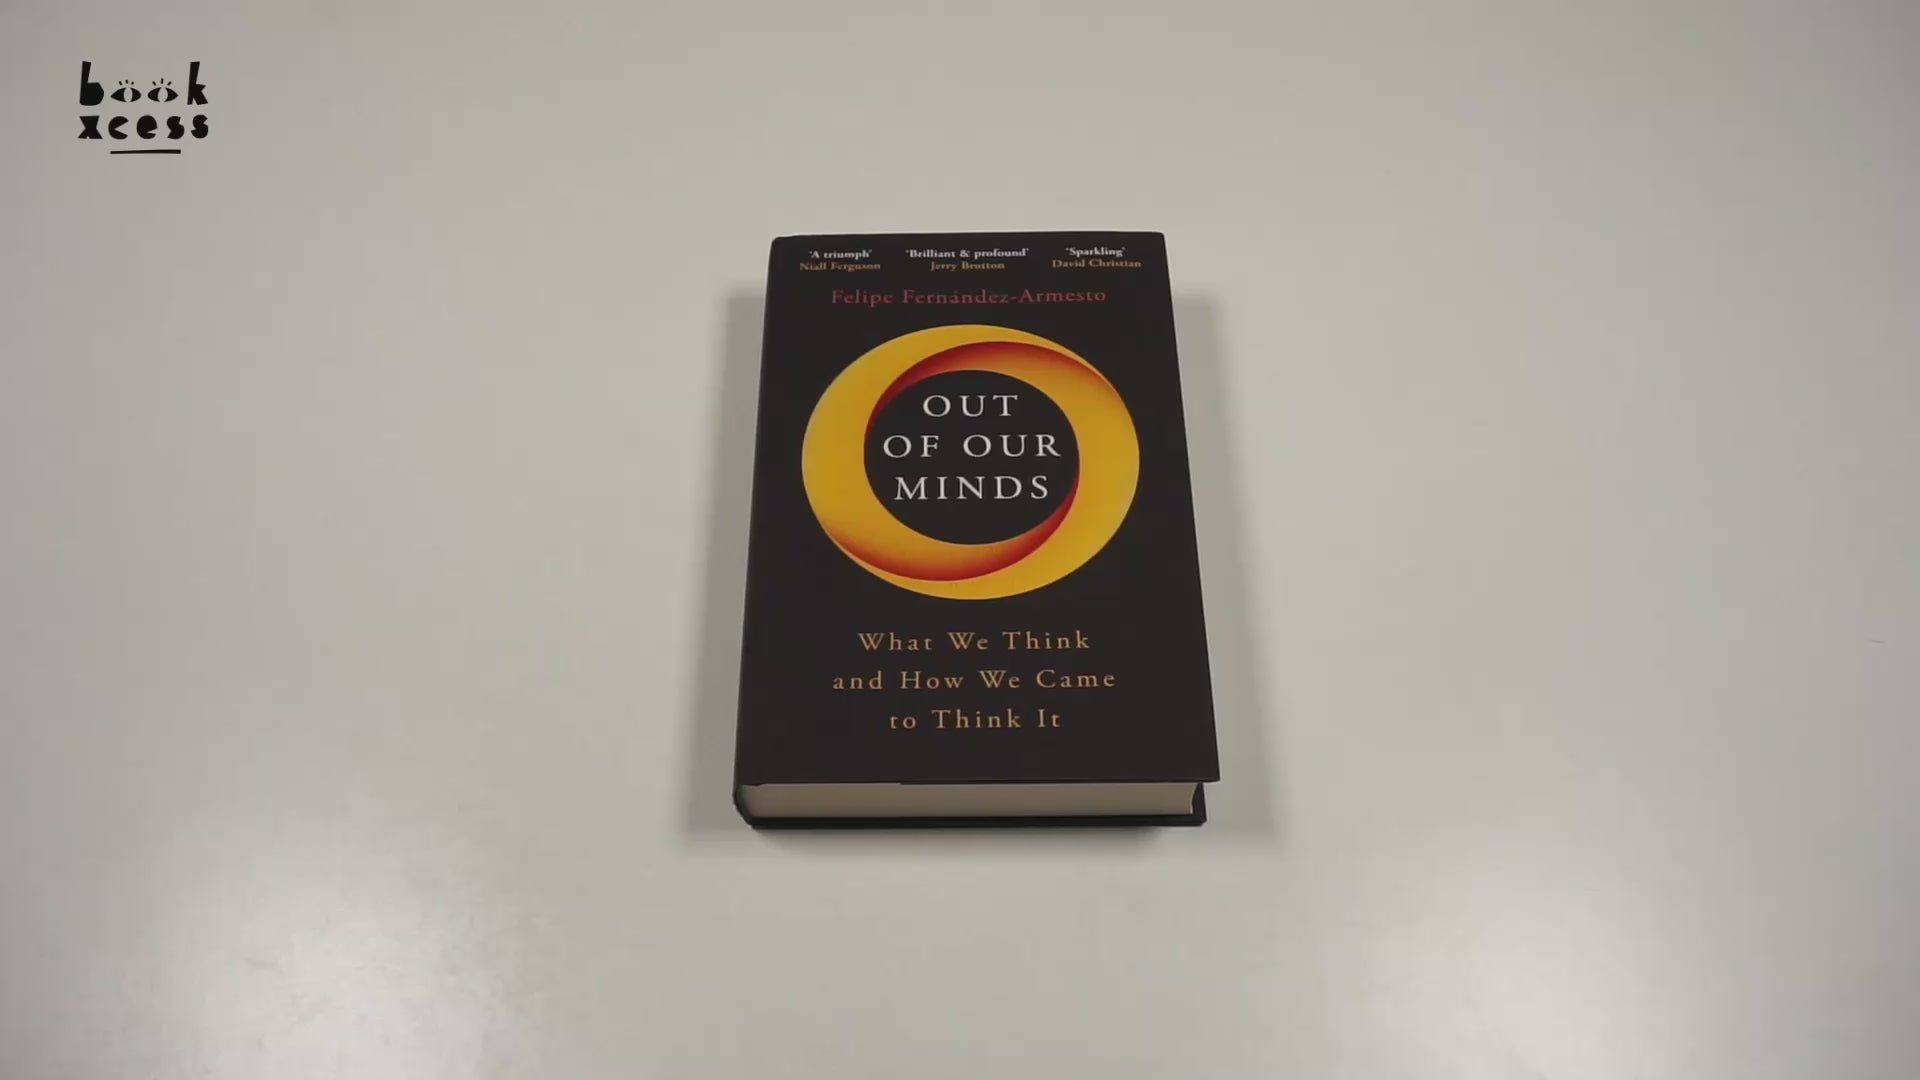 book
xcess
'A triumph' 'Brilliant & profound' 'Sparkling'
Niall Ferguson Jerry Brotton David Christian
Felipe Fernández-Armesto
OUT
OF OUR
MINDS
What We Think
and How We Came
to Think It